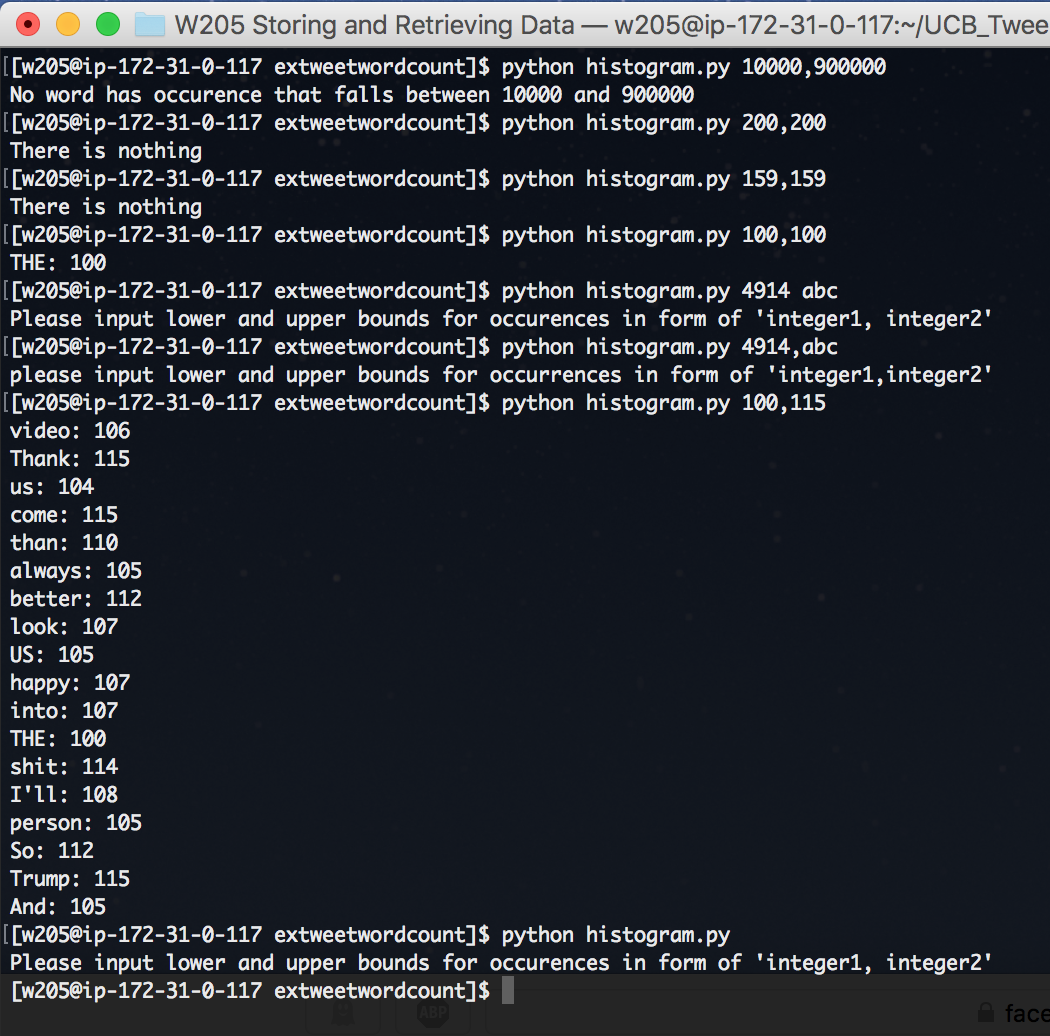 W205 Storing and Retrieving Data — w205@ip-172-31-0-117:~/UCB_Twee
[[w205@ip-172-31-0-117 extweetwordcount]$ python histogram.py 10000,900000
No word has occurence that falls between 10000 and 900000
[[w205@ip-172-31-0-117 extweetwordcount]$ python histogram.py 200,200
There is nothing
[[w205@ip-172-31-0-117 extweetwordcount]$ python histogram.py 159,159
There is nothing
[[w205@ip-172-31-0-117 extweetwordcount]$ python histogram.py 100,100
THE: 100
[[w205@ip-172-31-0-117 extweetwordcount]$ python histogram.py 4914 abc
Please input lower and upper bounds for occurences in form of 'integer1, integer2'
[[w205@ip-172-31-0-117 extweetwordcount]$ python histogram.py 4914,abc
please input lower and upper bounds for occurrences in form of 'integer1,integer2'
[[w205@ip-172-31-0-117 extweetwordcount]$ python histogram.py 100,115
video: 106
Thank: 115
us: 104
come: 115
than: 110
always: 105
better: 112
look: 107
US: 105
happy: 107
into: 107
THE: 100
shit: 114
I'll: 108
person: 105
So: 112
Trump: 115
And: 105
[[w205@ip-172-31-0-117 extweetwordcount]$ python histogram.py
Please input lower and upper bounds for occurences in form of 'integer1, integer2'
[w205@ip-172-31-0-117 extweetwordcount]$
ABP
face